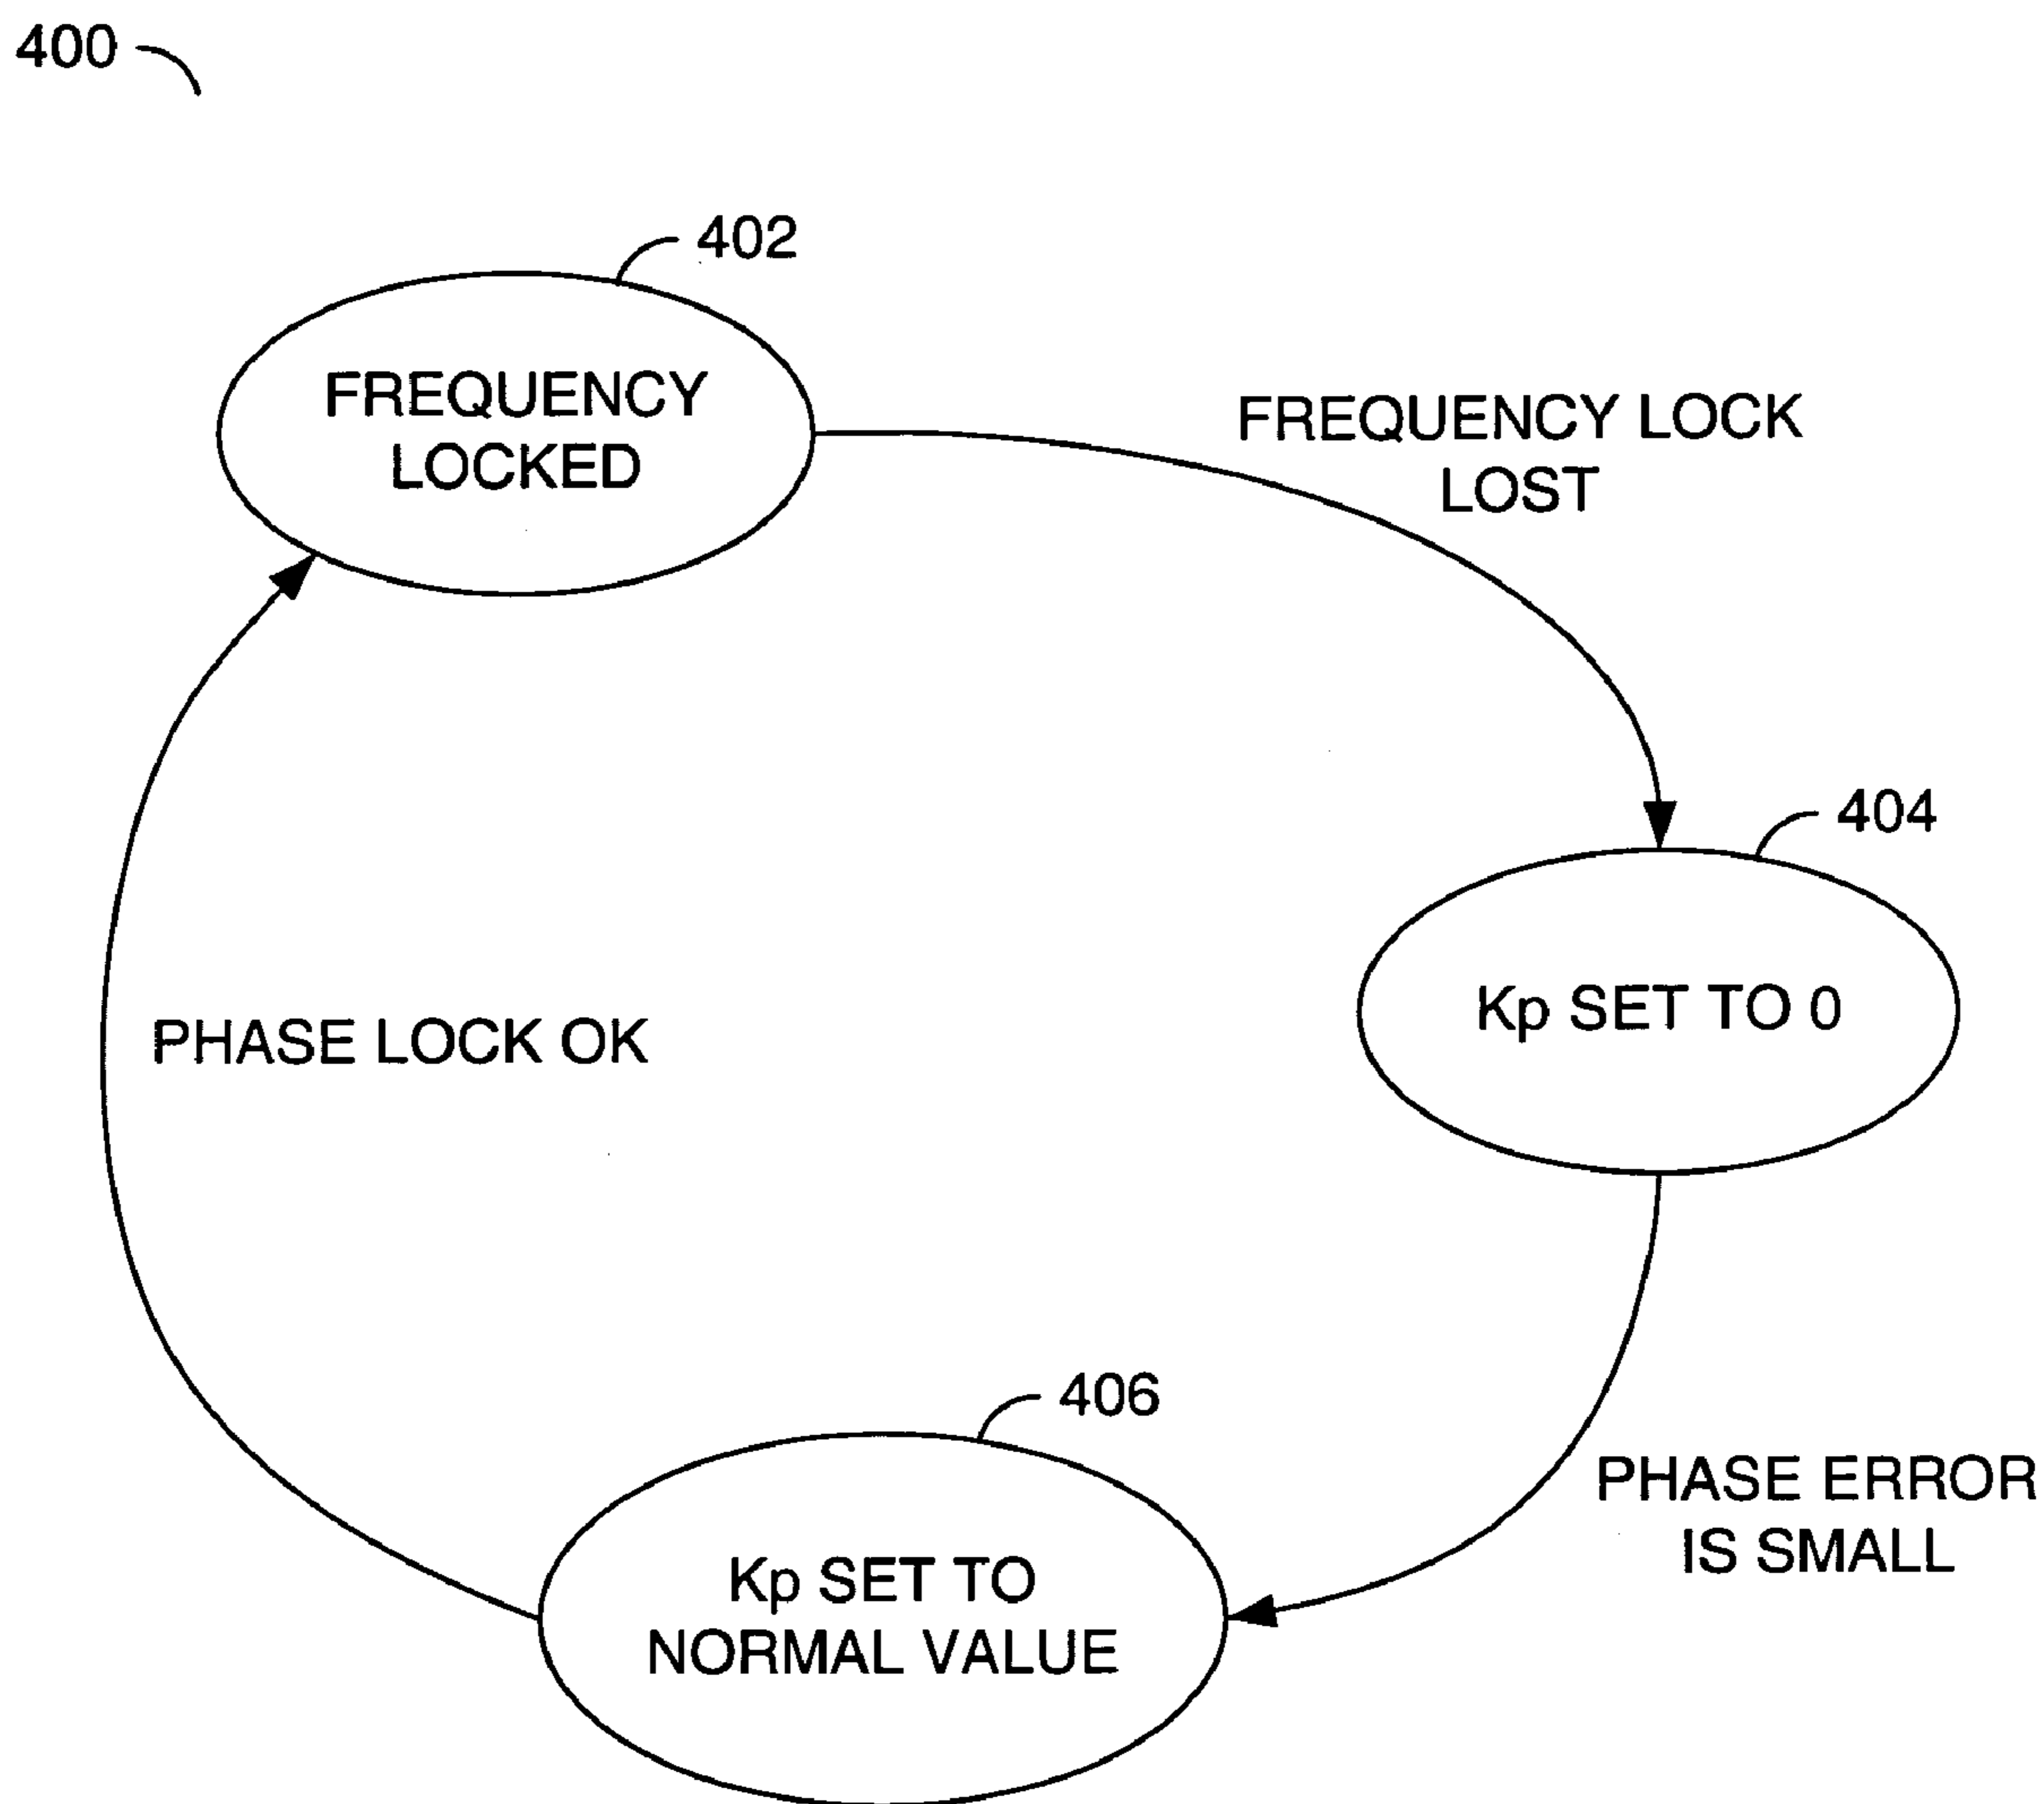 400
402
FREQUENCY
LOCKED
FREQUENCY LOCK
LOST
404
Kp SET TO 0
PHASE LOCK OK
406
PHASE ERROR
IS SMALL
Kp SET TO
NORMAL VALUE